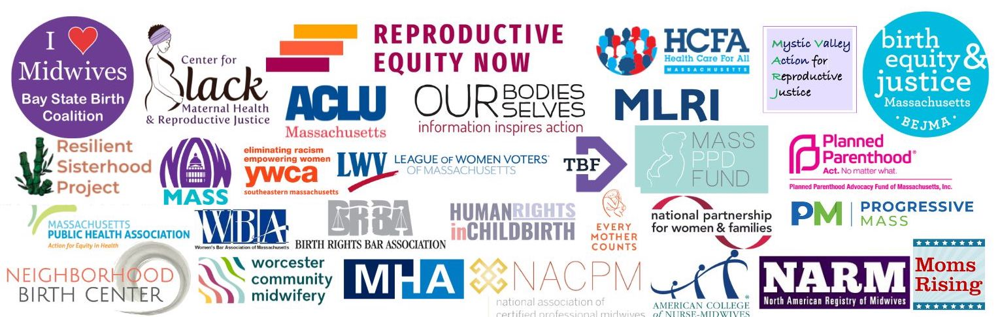 I
Midwives
Bay State Birth
Coalition
Center for
Black
Maternal Health
& Reproductive Justice
REPRODUCTIVE
EQUITY NOW
HCFA
Health Care For All
MASSACHUSETTS
Mystic Valley
Action for
Reproductive
Justice
birth
equity &
justice
Massachusetts
· BEJMA ·
ACLU
Massachusetts
OUR BODIES
SELVES
information inspires action
MLRI
Resilient
Sisterhood
Project
NOW
MASS
eliminating racism
empowering women
ywca
southeastern massachusetts
LWV
LEAGUE OF WOMEN VOTERS®
OF MASSACHUSETTS
TBF
MASS
PPD
FUND
Planned
Parenthood®
Act. No matter what.
Planned Parenthood Advocacy Fund of Massachusetts, Inc.
MASSACHUSETTS
PUBLIC HEALTH ASSOCIATION
Action for Equity in Health
WBA
Women's Bar Association of Massachusetts
BRBA
BIRTH RIGHTS BAR ASSOCIATION
HUMANRIGHTS
inCHILDBIRTH
EVERY
MOTHER
COUNTS
national partnership
for women & families
PM
PROGRESSIVE
MASS
NEIGHBORHOOD
BIRTH CENTER
worcester
community
midwifery
MHA
NACPM
national association of
certified professional midwives
AMERICAN COLLEGE
of NURSE-MIDWIVES
®
NARM
North American Registry of Midwives
Moms
Rising